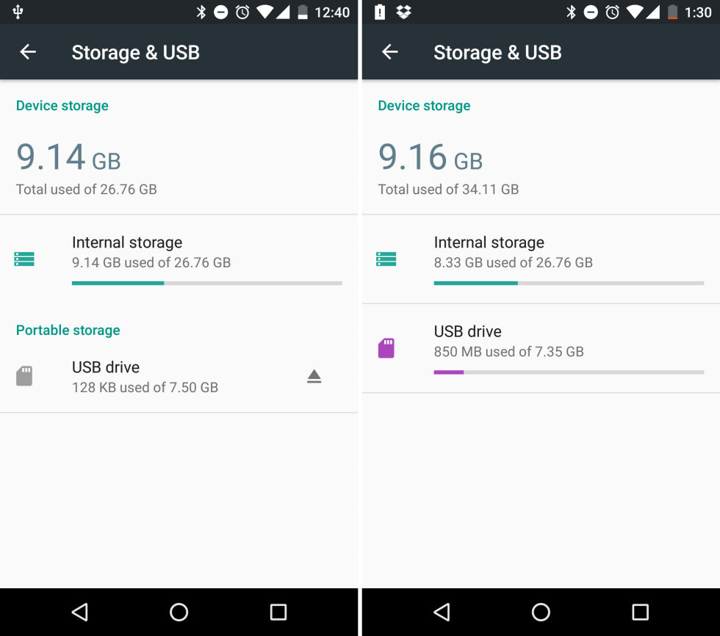 12:40
Storage & USB
Device storage
9.14 GB
Total used of 26.76 GB
Internal storage
9.14 GB used of 26.76 GB
Portable storage
USB drive
128 KB used of 7.50 GB
1:30
Storage & USB
Device storage
9.16 GB
Total used of 34.11 GB
Internal storage
8.33 GB used of 26.76 GB
USB drive
850 MB used of 7.35 GB